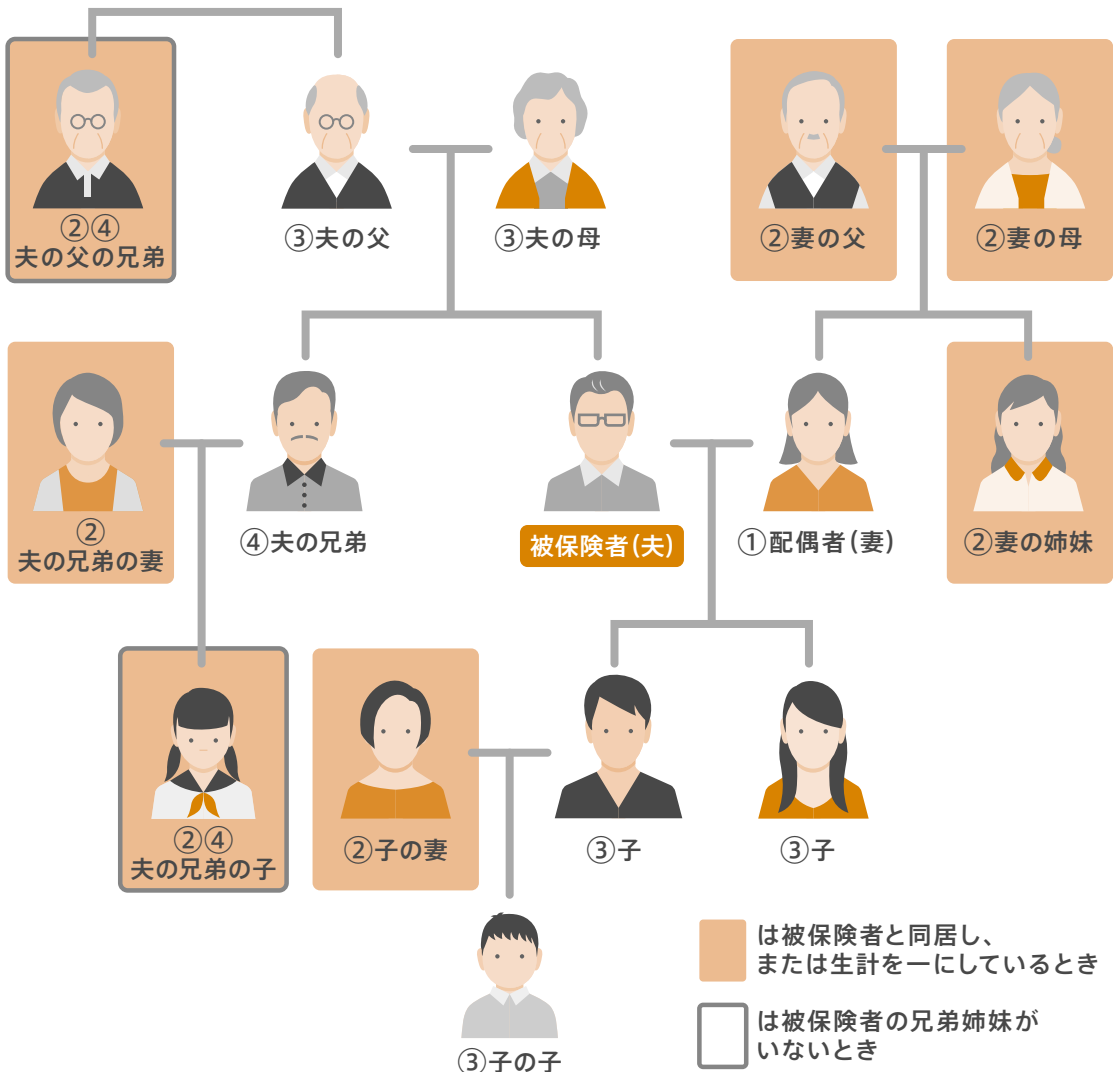 ②④
夫の父の兄弟
③夫の父
③夫の母
②妻の父
②妻の母
②
夫の兄弟の妻
④夫の兄弟
被保険者(夫)
①配偶者(妻)
②妻の姉妹
②④
夫の兄弟の子
②子の妻
③子
③子
③子の子
は被保険者と同居し、
または生計を一にしているとき
は被保険者の兄弟姉妹が
いないとき